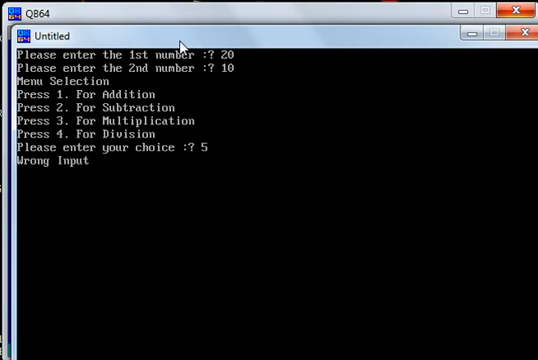 QB64
Untitled
Please enter the 1st number :? 20
Please enter the 2nd number :? 10
Menu Selection
Press 1. For Addition
Press 2. For Subtraction
Press 3. For Multiplication
Press 4. For Division
Please enter your choice :? 5
Wrong Input